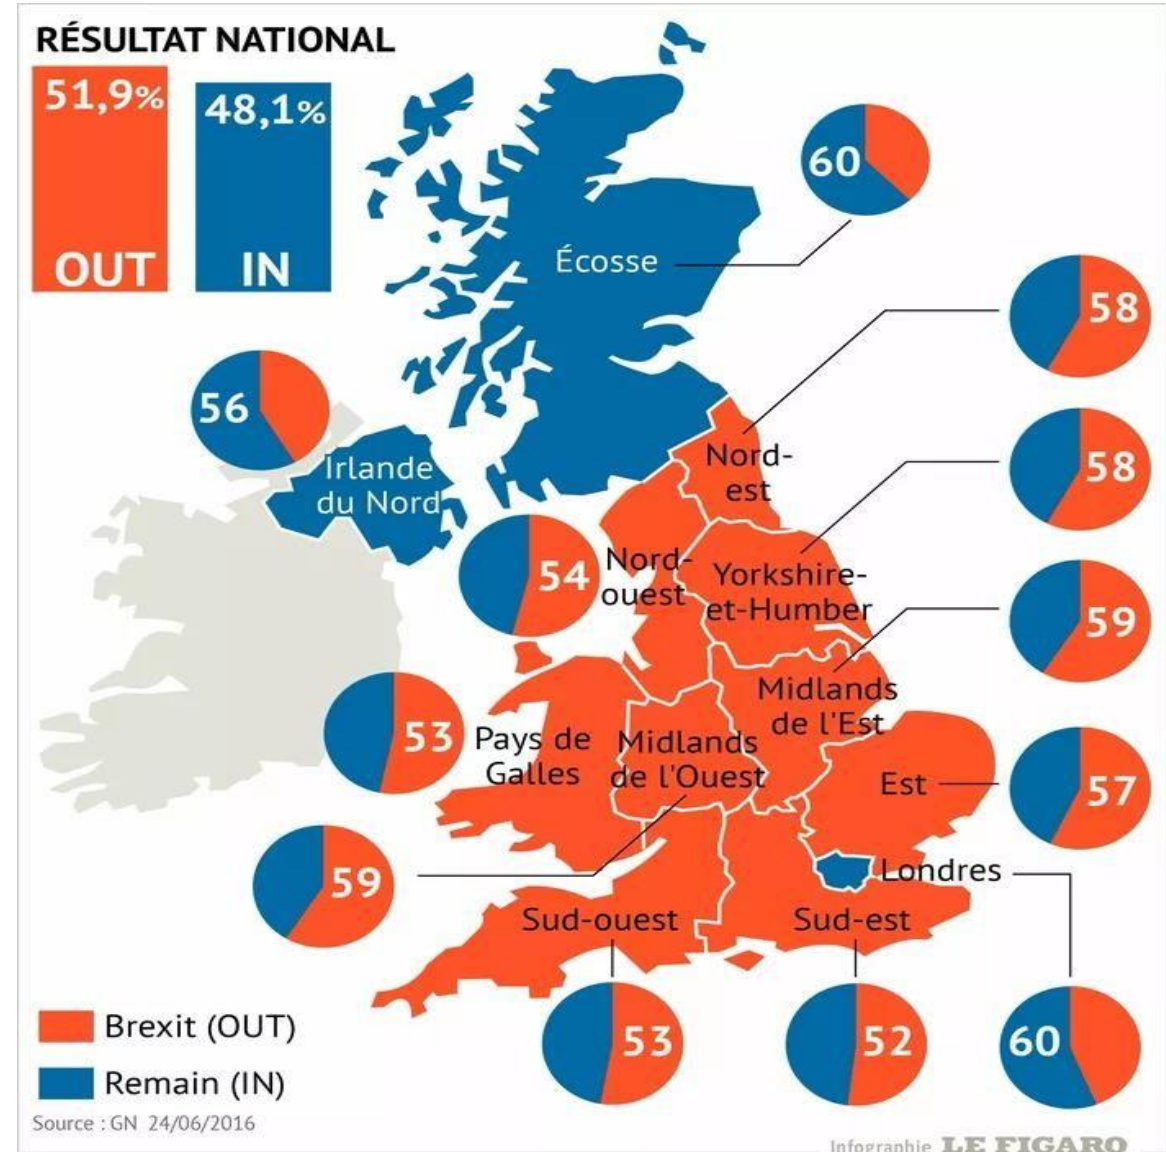 RÉSULTAT NATIONAL
51,9%
OUT
48,1%
IN
60
Écosse
58
56
Irlande
du Nord
Nord-
est
58
54
Nord-
ouest
Yorkshire-
et-Humber
59
Midlands
de l'Est
53
Pays de
Galles
Midlands
de l'Ouest
Est
57
59
Londres
Sud-ouest
Sud-est
53
52
60
Brexit (OUT)
Remain (IN)
Source : GN 24/06/2016
Infographie LE FIGARO